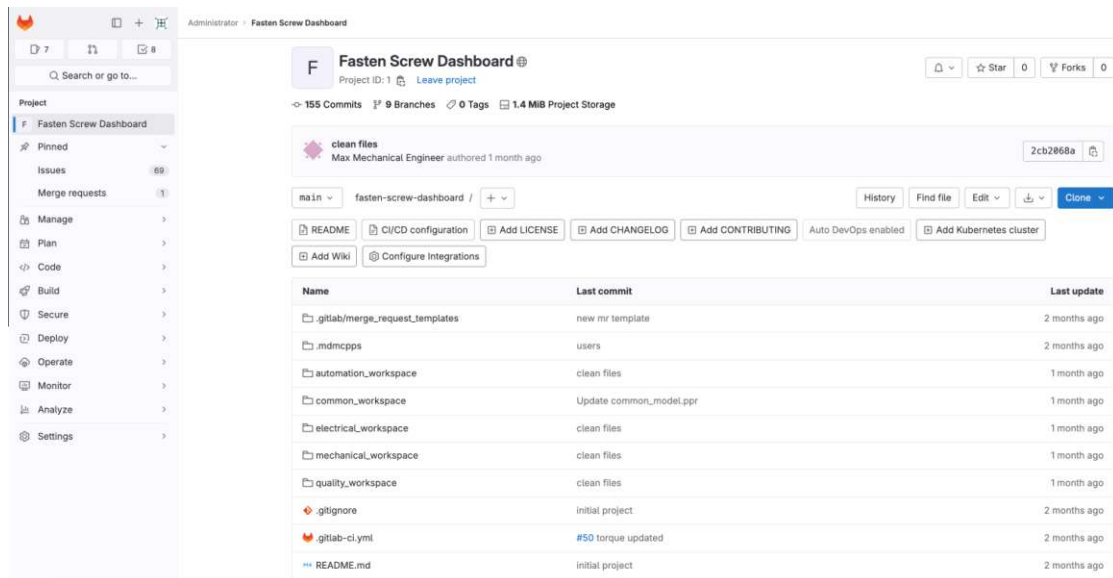 Administrator > Fasten Screw Dashboard
7
8
Search or go to...
Project
F Fasten Screw Dashboard
Pinned
Issues 69
Merge requests 1
Manage
Plan
Code
Build
Secure
Deploy
Operate
Monitor
Analyze
Settings
F
Fasten Screw Dashboard
Project ID: 1 Leave project
Star 0
Forks 0
155 Commits 9 Branches 0 Tags 1.4 MiB Project Storage
clean files
Max Mechanical Engineer authored 1 month ago
2cb2068a
main fasten-screw-dashboard / +
History Find file Edit Clone
README CI/CD configuration Add LICENSE Add CHANGELOG Add CONTRIBUTING Auto DevOps enabled Add Kubernetes cluster
Add Wiki Configure Integrations
Name Last commit Last update
.gitlab/merge_request_templates new mr template 2 months ago
.mdmcpps users 2 months ago
automation_workspace clean files 1 month ago
common_workspace Update common_model.ppr 1 month ago
electrical_workspace clean files 1 month ago
mechanical_workspace clean files 1 month ago
quality_workspace clean files 1 month ago
.gitignore initial project 2 months ago
.gitlab-ci.yml #50 torque updated 2 months ago
README.md initial project 2 months ago